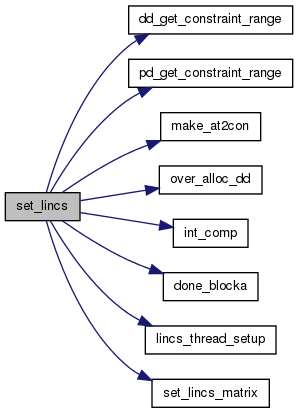 dd_get_constraint_range
pd_get_constraint_range
make_at2con
over_alloc_dd
set_lincs
int_comp
done_blocka
lincs_thread_setup
set_lincs_matrix